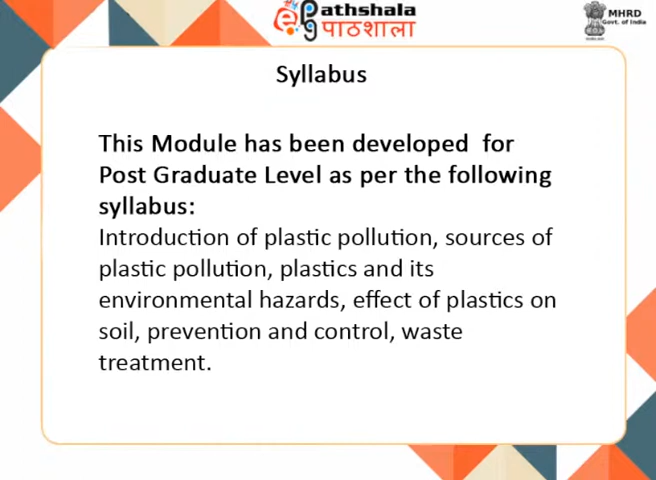 ePathshala
पाठशाला
MHRD
Govt. of India
Syllabus
This Module has been developed for
Post Graduate Level as per the following
syllabus:
Introduction of plastic pollution, sources of
plastic pollution, plastics and its
environmental hazards, effect of plastics on
soil, prevention and control, waste
treatment.